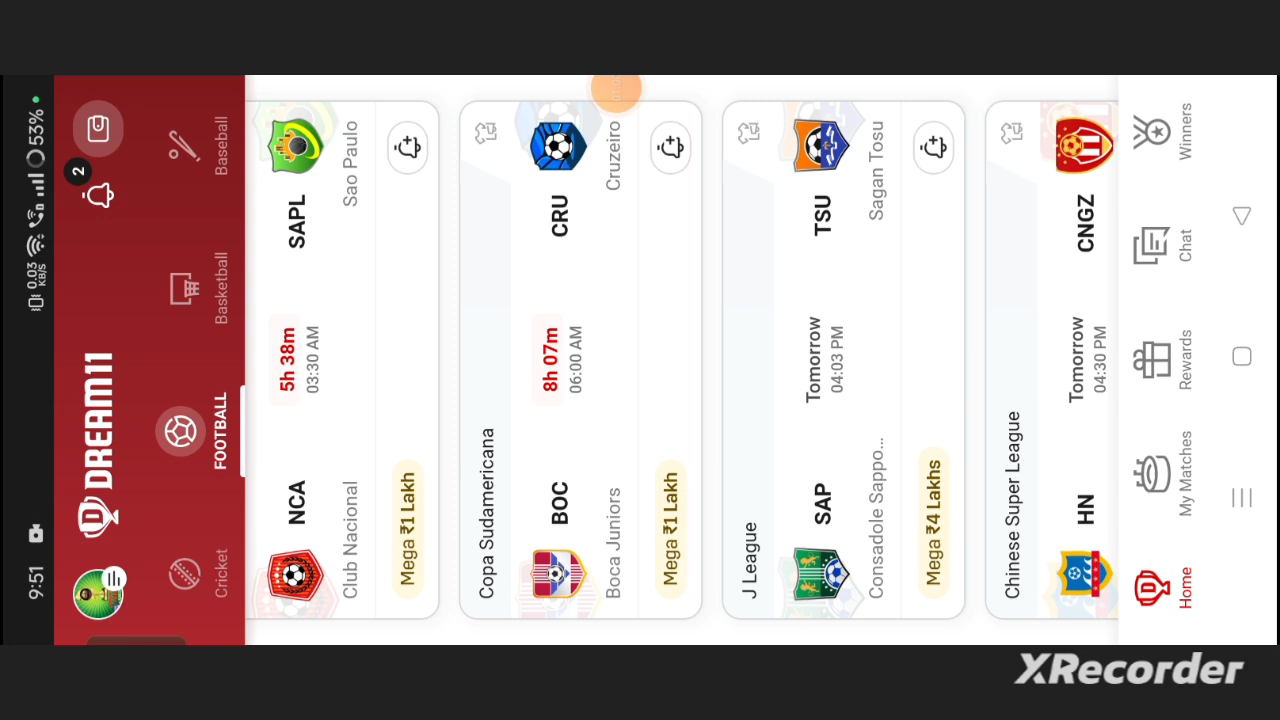 9:51
0.03 KB/S
53%
DREAM11
2
Cricket
FOOTBALL
Basketball
Baseball
NCA 5h 38m SAPL
Club Nacional 03:30 AM Sao Paulo
Mega ₹1 Lakh
Copa Sudamericana
BOC 8h 07m CRU
Boca Juniors 06:00 AM Cruzeiro
Mega ₹1 Lakh
J League
SAP Tomorrow TSU
Consadole Sappo... 04:03 PM Sagan Tosu
Mega ₹4 Lakhs
Chinese Super League
HN Tomorrow CNGZ
04:30 PM
Home
My Matches
Rewards
Chat
Winners
XRecorder